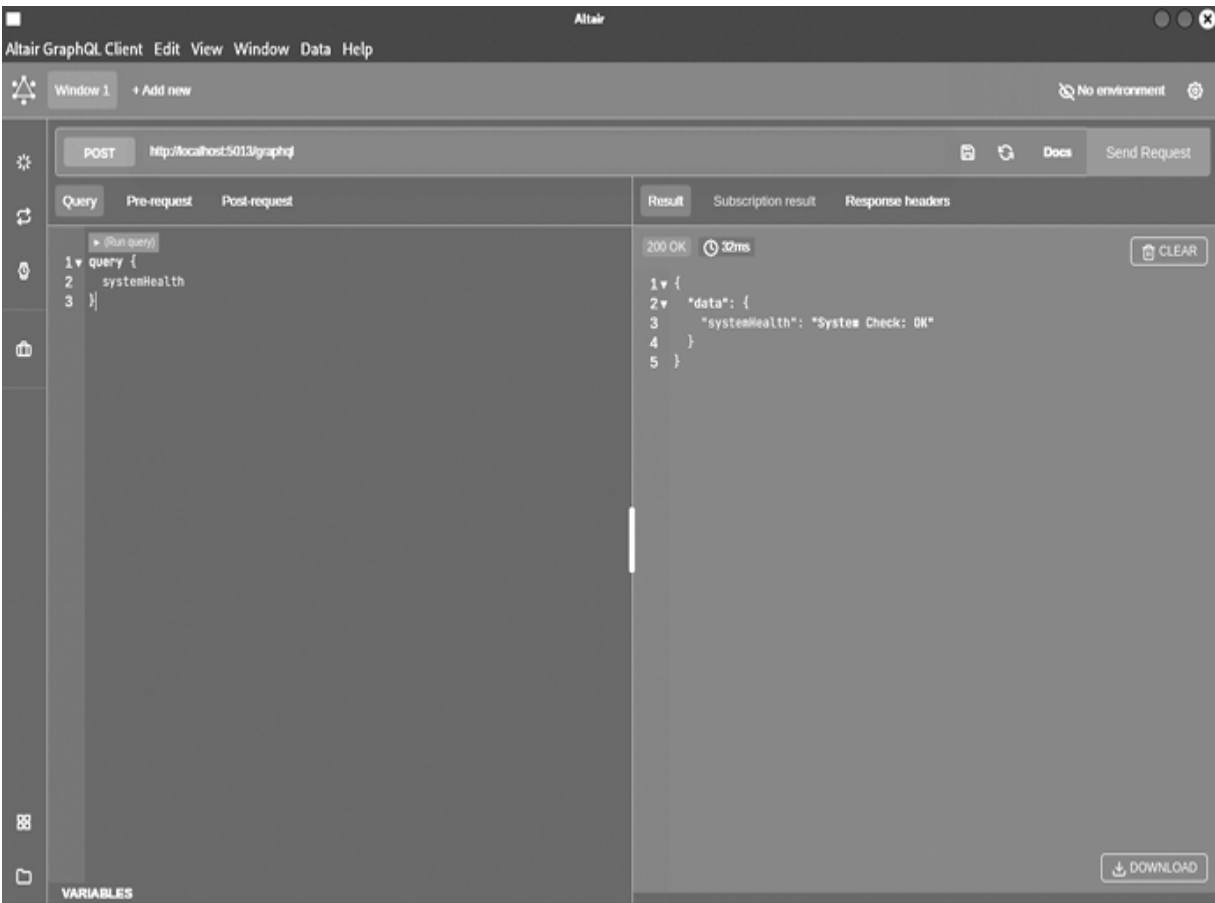 Altair
Altair GraphQL Client Edit View Window Data Help
Window 1 + Add new No environment
POST http://localhost:5013/graphql Docs Send Request
Query Pre-request Post-request
Result Subscription result Response headers
(Run query)
1 query {
2 systemHealth
3 }
200 OK 32ms CLEAR
1 {
2 "data": {
3 "systemHealth": "System Check: OK"
4 }
5 }
DOWNLOAD
VARIABLES